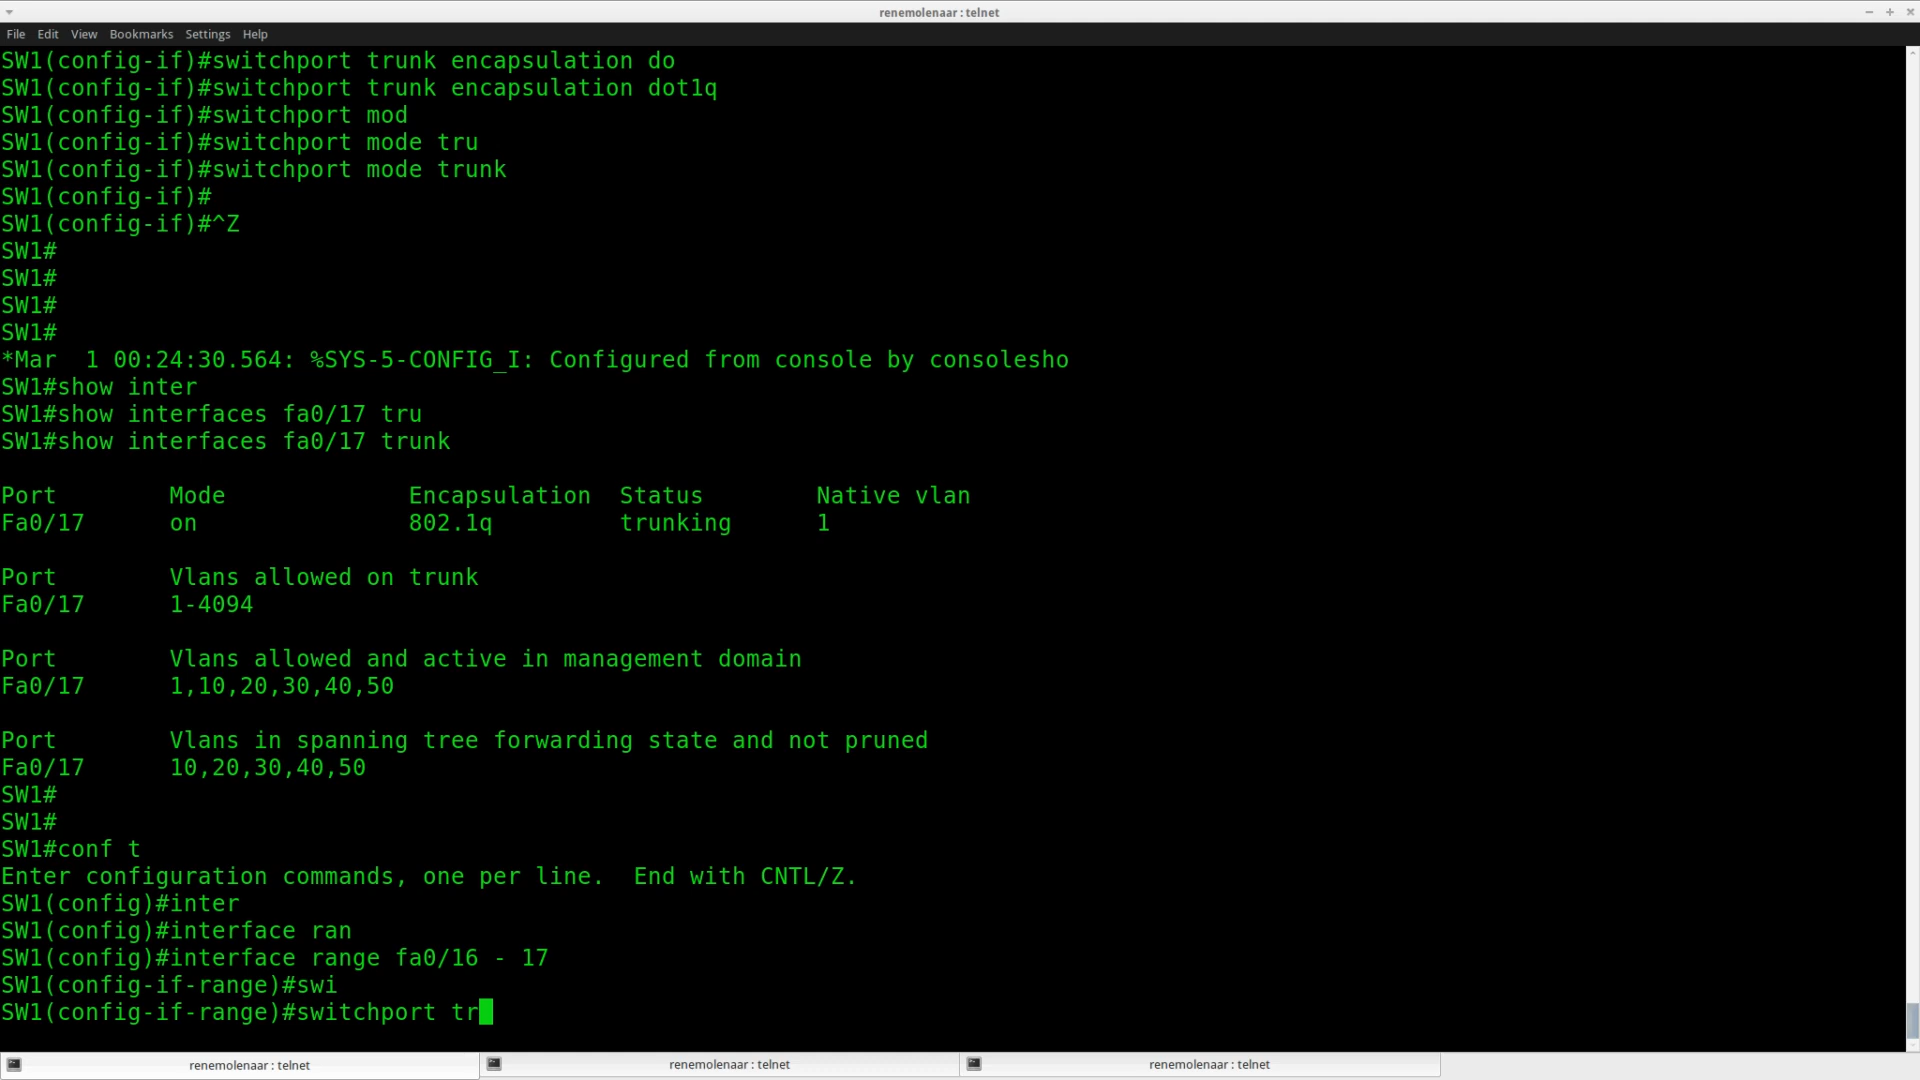 renemolenaar : telnet
File Edit View Bookmarks Settings Help
SW1(config-if)#switchport trunk encapsulation do
SW1(config-if)#switchport trunk encapsulation dot1q
SW1(config-if)#switchport mod
SW1(config-if)#switchport mode tru
SW1(config-if)#switchport mode trunk
SW1(config-if)#
SW1(config-if)#^Z
SW1#
SW1#
SW1#
SW1#
*Mar  1 00:24:30.564: %SYS-5-CONFIG_I: Configured from console by consolesho
SW1#show inter
SW1#show interfaces fa0/17 tru
SW1#show interfaces fa0/17 trunk
Port        Mode             Encapsulation  Status        Native vlan
Fa0/17      on               802.1q         trunking      1
Port        Vlans allowed on trunk
Fa0/17      1-4094
Port        Vlans allowed and active in management domain
Fa0/17      1,10,20,30,40,50
Port        Vlans in spanning tree forwarding state and not pruned
Fa0/17      10,20,30,40,50
SW1#
SW1#
SW1#conf t
Enter configuration commands, one per line.  End with CNTL/Z.
SW1(config)#inter
SW1(config)#interface ran
SW1(config)#interface range fa0/16 - 17
SW1(config-if-range)#swi
SW1(config-if-range)#switchport tr
renemolenaar : telnet renemolenaar : telnet renemolenaar : telnet